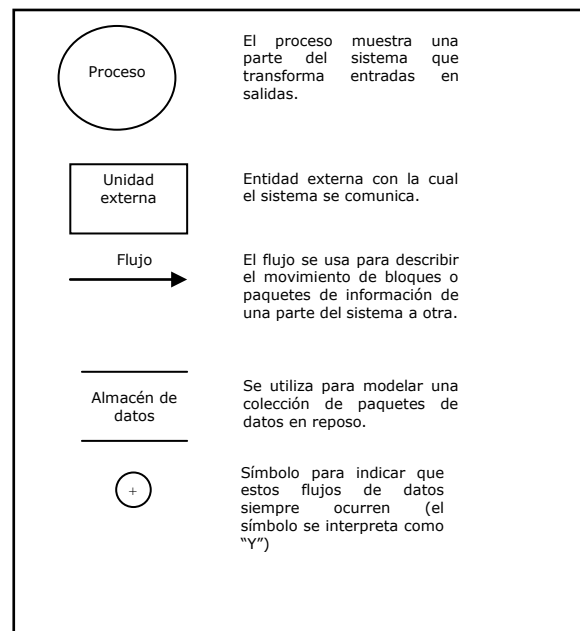 Proceso
El proceso muestra una
parte del sistema que
transforma entradas en
salidas.
Unidad
externa
Entidad externa con la cual
el sistema se comunica.
Flujo
El flujo se usa para describir
el movimiento de bloques o
paquetes de información de
una parte del sistema a otra.
Almacén de
datos
Se utiliza para modelar una
colección de paquetes de
datos en reposo.
+
Símbolo para indicar que
estos flujos de datos
siempre ocurren (el
símbolo se interpreta como
“Y”)